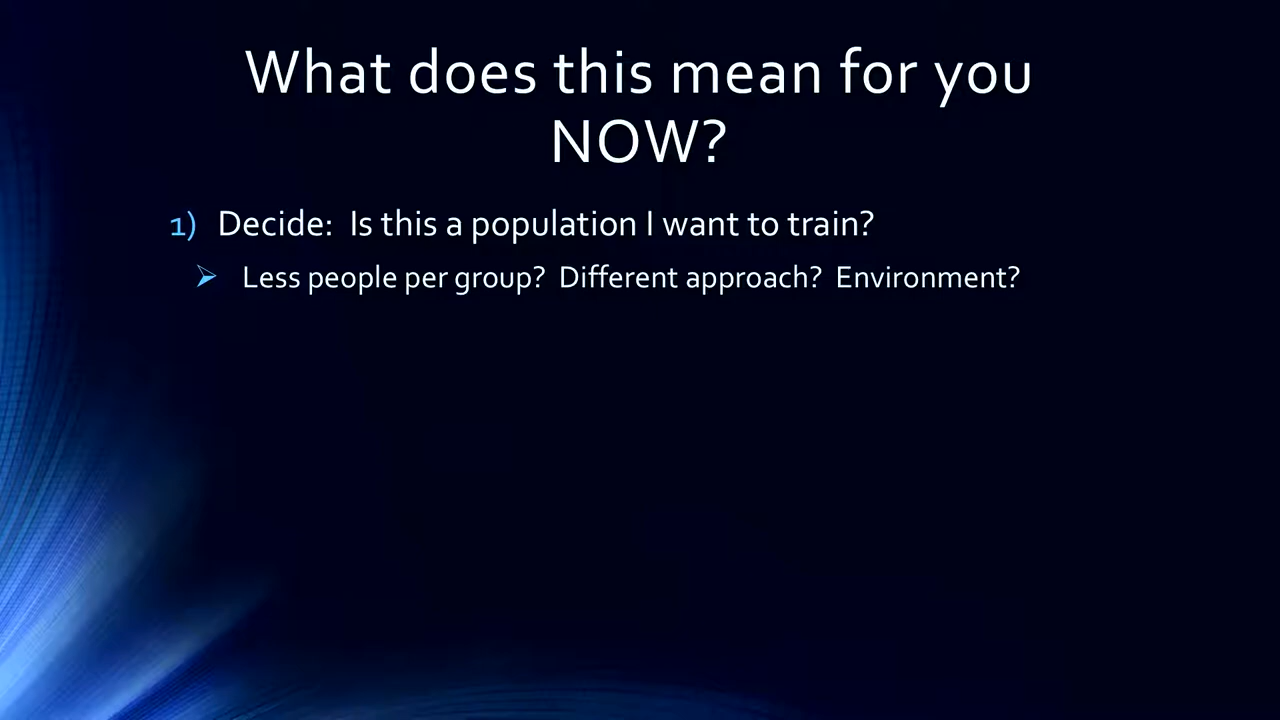 What does this mean for you
NOW?
1) Decide: Is this a population I want to train?
Less people per group? Different approach? Environment?